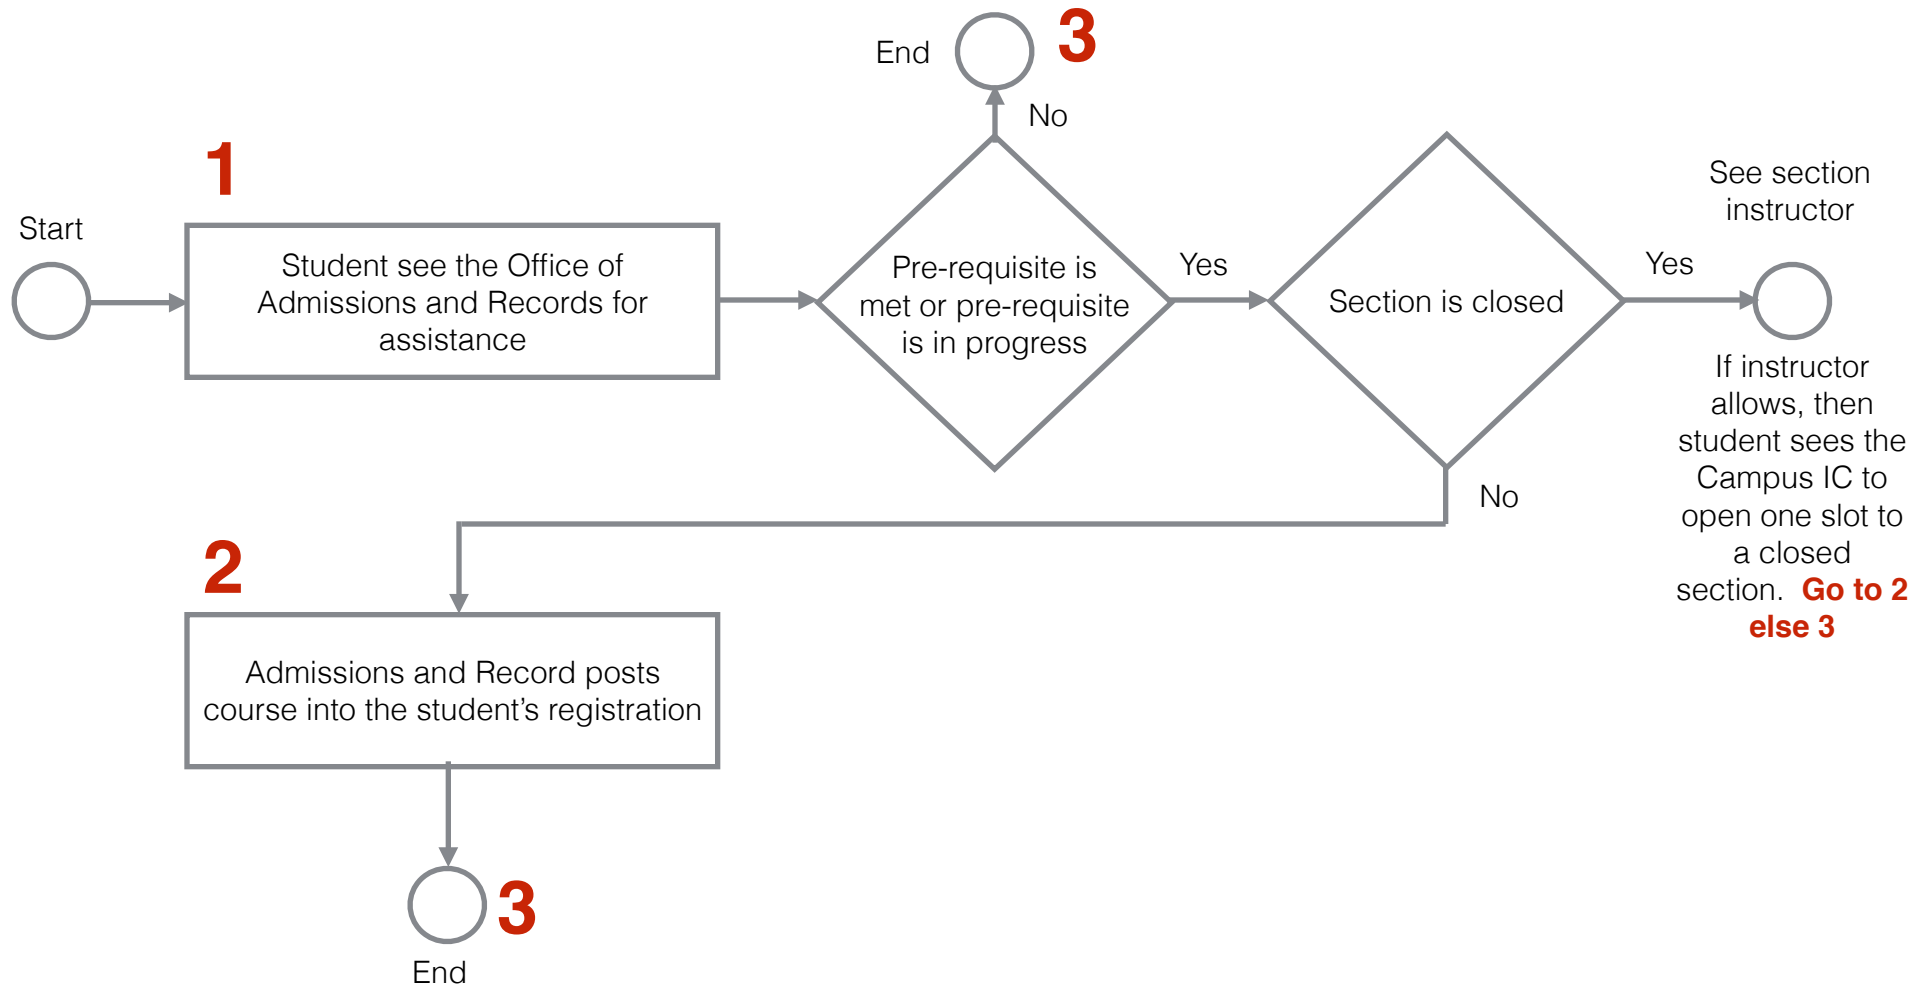 End
3
No
1
Start
Student see the Office of
Admissions and Records for
assistance
Pre-requisite is
met or pre-requisite
is in progress
Yes
Section is closed
Yes
See section
instructor
If instructor
allows, then
student sees the
Campus IC to
open one slot to
a closed
section. Go to 2
else 3
No
2
Admissions and Record posts
course into the student’s registration
3
End